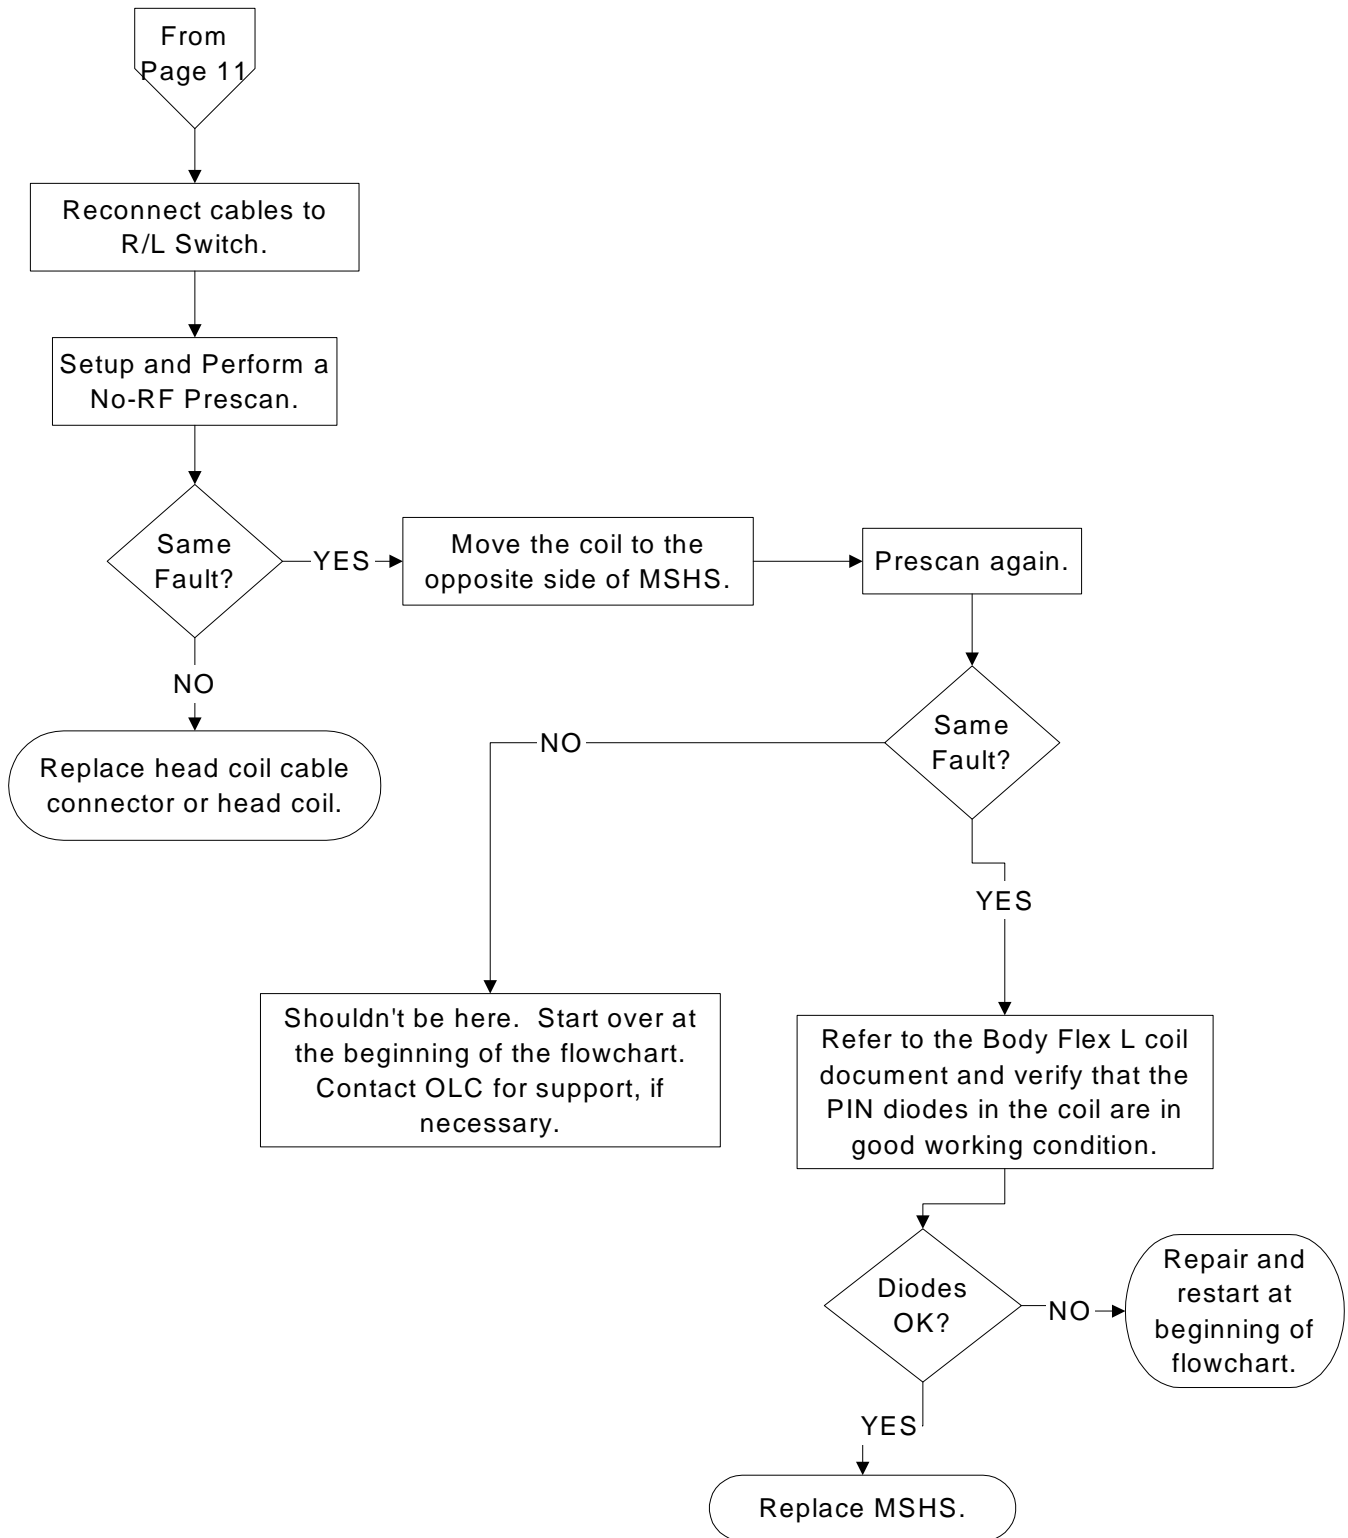 From
Page 11
Reconnect cables to
R/L Switch.
Setup and Perform a
No-RF Prescan.
Same
Fault?
YES
Move the coil to the
opposite side of MSHS.
Prescan again.
NO
Replace head coil cable
connector or head coil.
Same
Fault?
NO
Shouldn't be here.  Start over at
the beginning of the flowchart.
Contact OLC for support, if
necessary.
YES
Refer to the Body Flex L coil
document and verify that the
PIN diodes in the coil are in
good working condition.
Diodes
OK?
NO
Repair and
restart at
beginning of
flowchart.
YES
Replace MSHS.